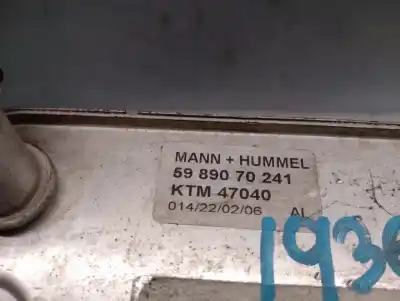 MANN + HUMMEL
59 890 70 241
KTM 47040
014/22/02/06 AL
193